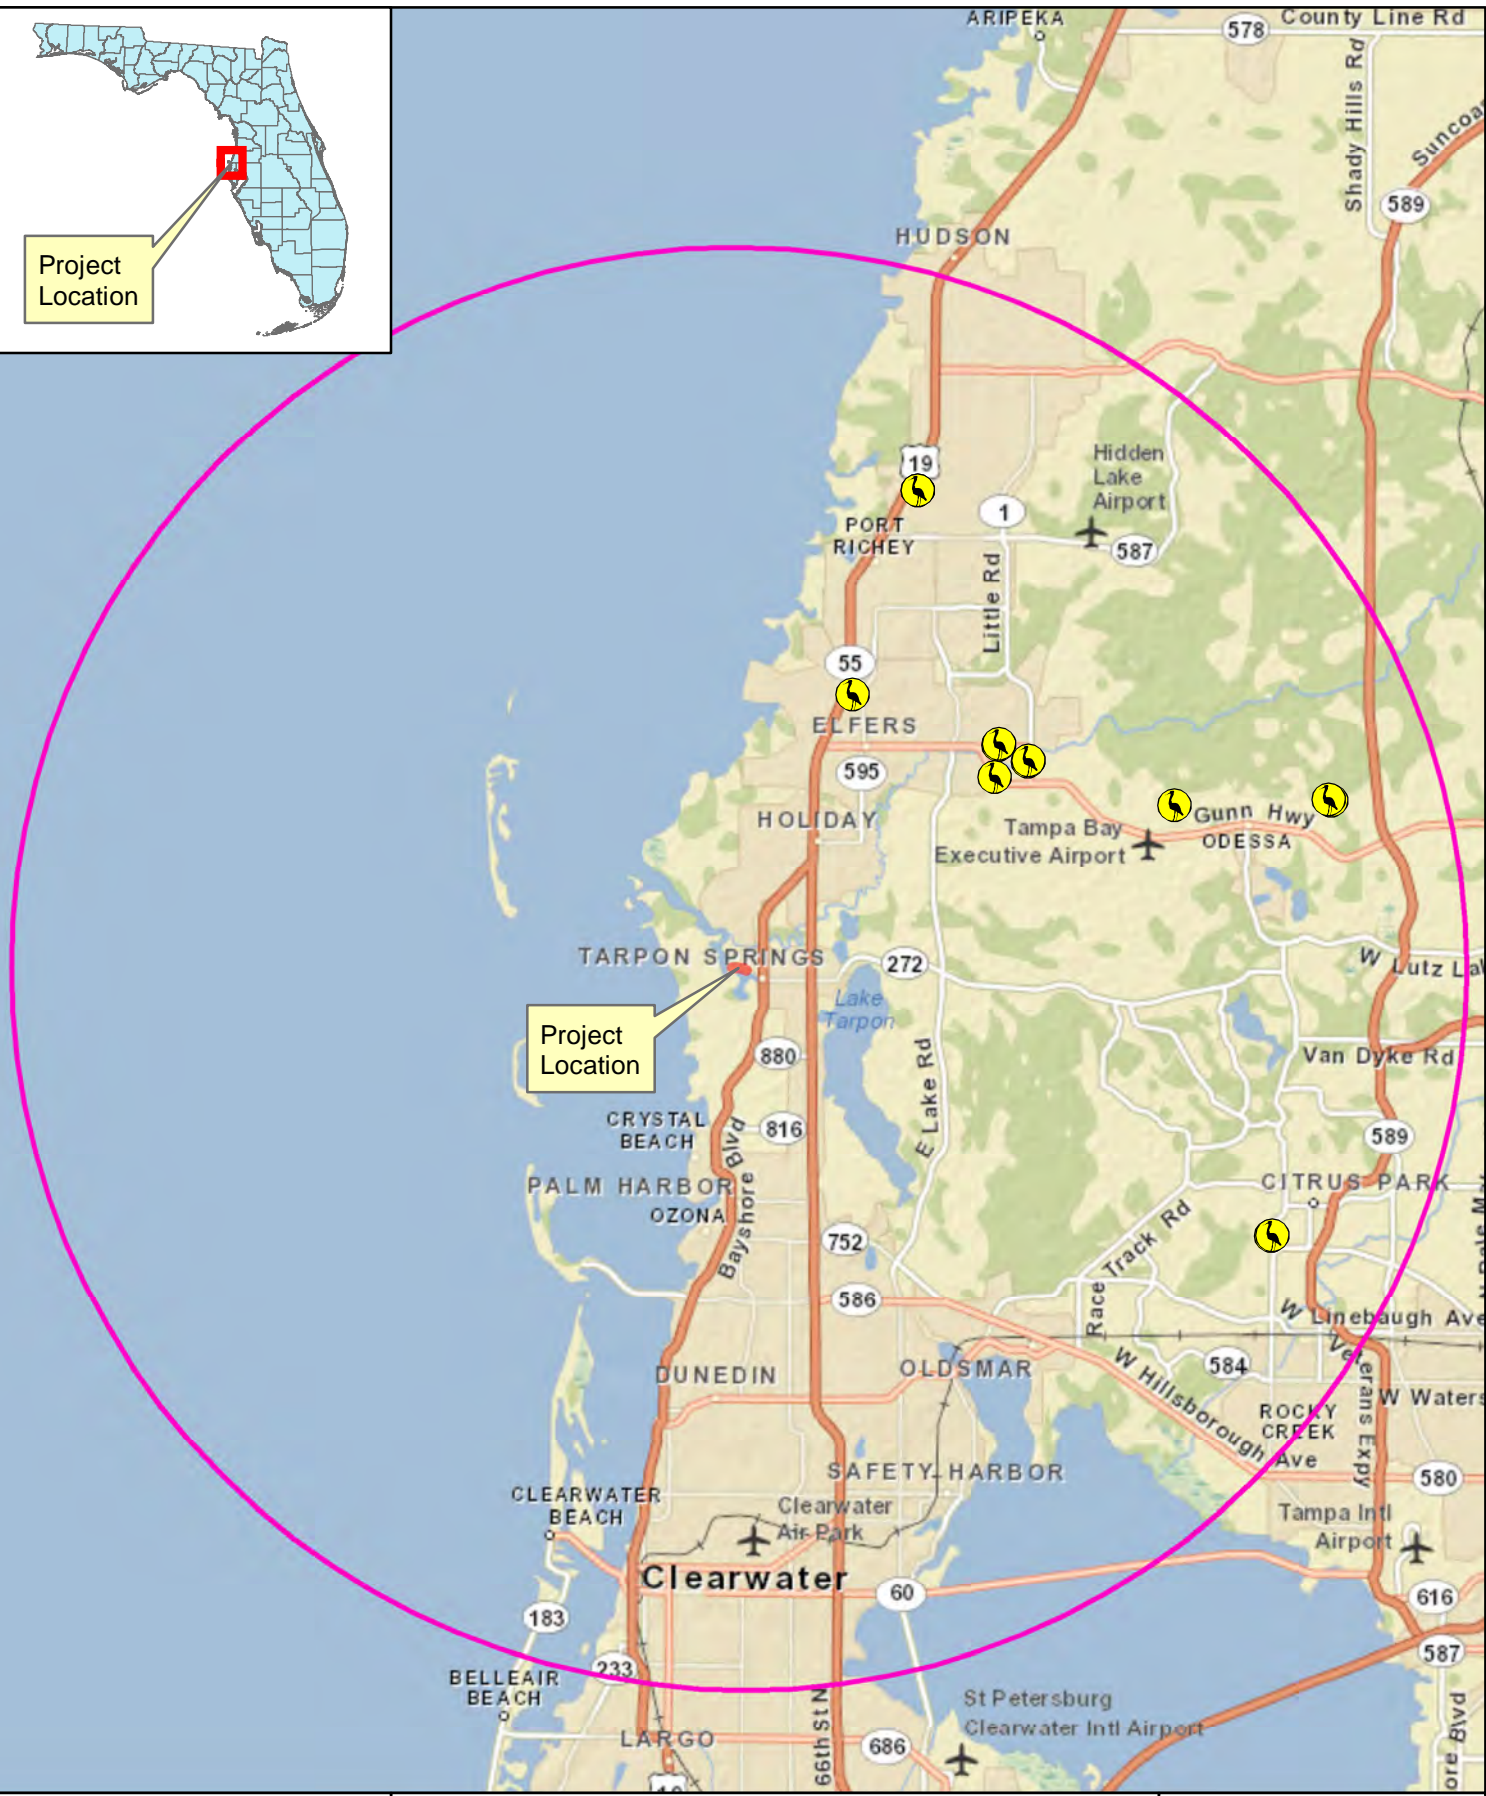 ARIPEKA
578
County Line Rd
Shady Hills Rd
589
Project
Location
HUDSON
19
Hidden
Lake
Airport
1
PORT
RICHEY
587
Little Rd
55
ELFERS
595
HOLIDAY
Gunn Hwy
Tampa Bay
Executive Airport
ODESSA
TARPON SPRINGS
272
W Lutz
Lake
Tarpon
Project
Location
880
E Lake Rd
Van Dyke Rd
CRYSTAL
BEACH
816
589
Bayshore Blvd
PALM HARBOR
CITRUS PARK
OZONA
752
Race Track Rd
586
W Linebaugh Ave
DUNEDIN
OLDSMAR
584
W Hillsborough Ave
Veterans Expy
W Waters
ROCKY
CREEK
SAFETY HARBOR
580
CLEARWATER
BEACH
Clearwater
Air Park
Tampa Intl
Airport
Clearwater
60
616
183
587
233
BELLEAIR
BEACH
St Petersburg
Clearwater Intl Airport
66th St N
LARGO
686